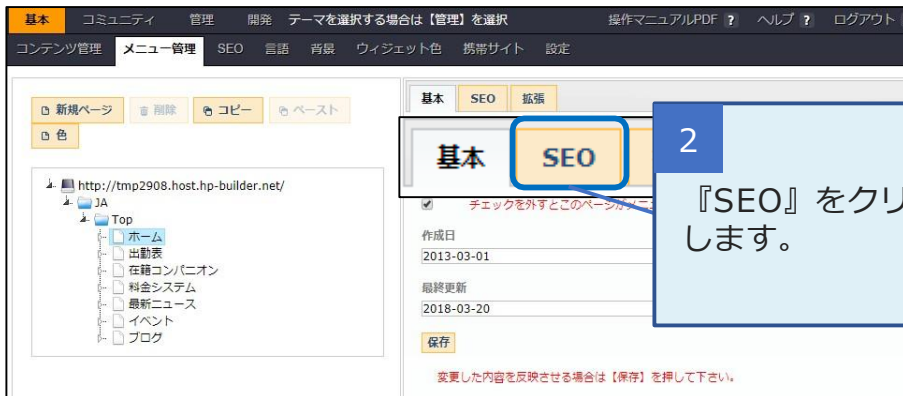 基本 コミュニティ 管理 開発 テーマを選択する場合は【管理】を選択 操作マニュアルPDF ? ヘルプ ? ログアウト
コンテンツ管理 メニュー管理 SEO 言語 背景 ウィジェット色 携帯サイト 設定
新規ページ 削除 コピー ペースト
色
http://tmp2908.host.hp-builder.net/
JA
Top
ホーム
出勤表
在籍コンパニオン
料金システム
最新ニュース
イベント
ブログ
基本 SEO 拡張
基本 SEO
チェックを外すとこのページがメニュ
作成日
2013-03-01
最終更新
2018-03-20
保存
変更した内容を反映させる場合は【保存】を押して下さい。
2
『SEO』をクリ
します。